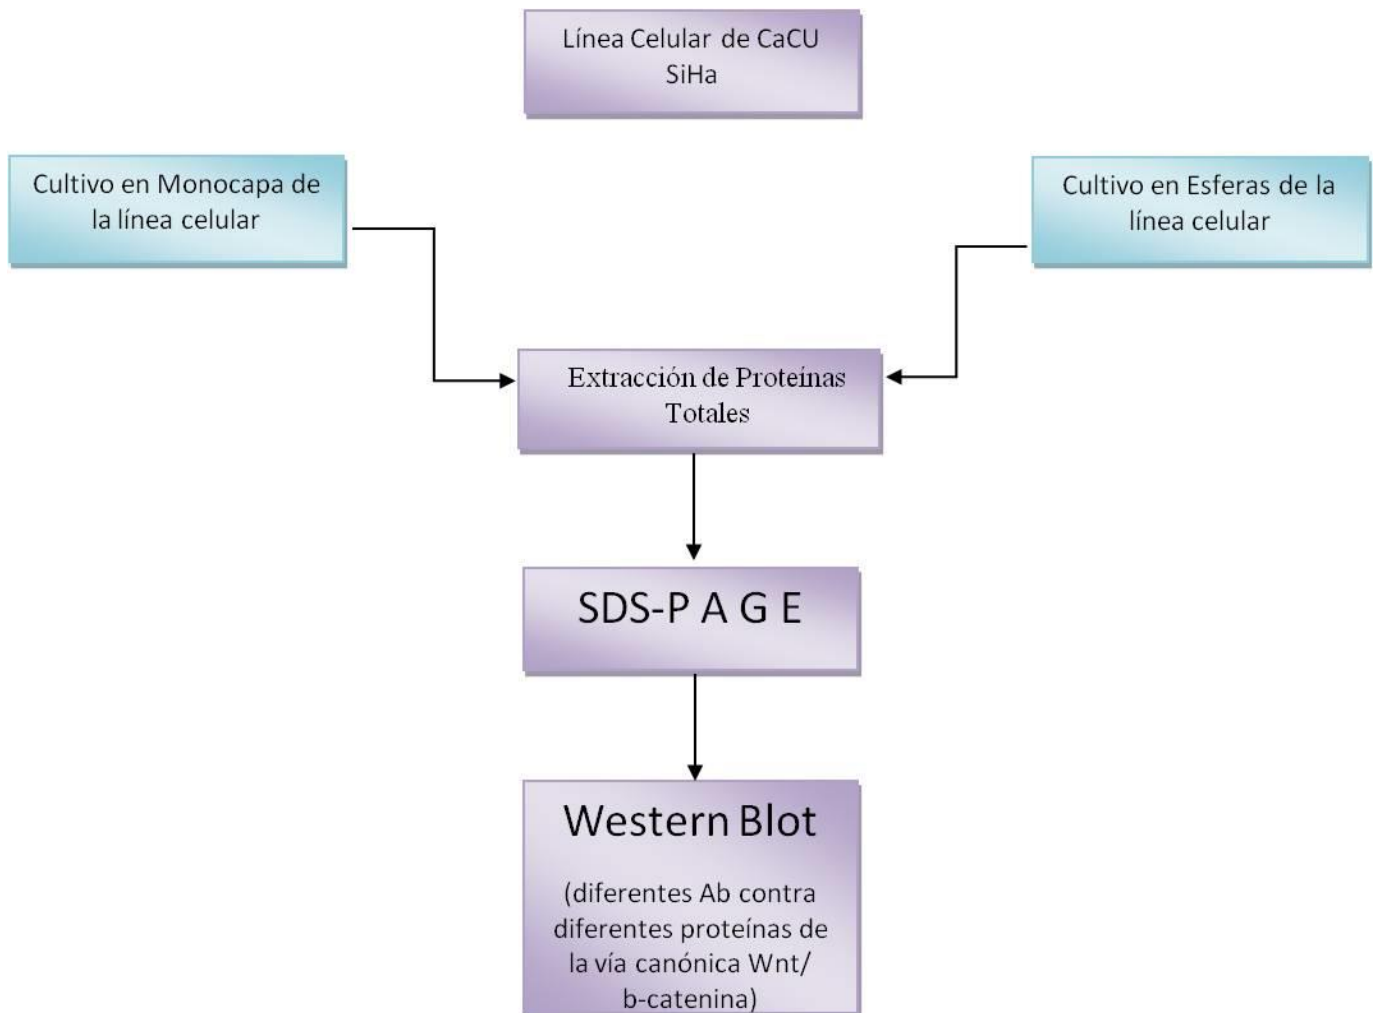 Línea Celular de CaCU
SiHa
Cultivo en Monocapa de
la línea celular
Cultivo en Esferas de la
línea celular
Extracción de Proteínas
Totales
SDS-P A G E
Western Blot
(diferentes Ab contra
diferentes proteínas de
la vía canónica Wnt/
b-catenina)